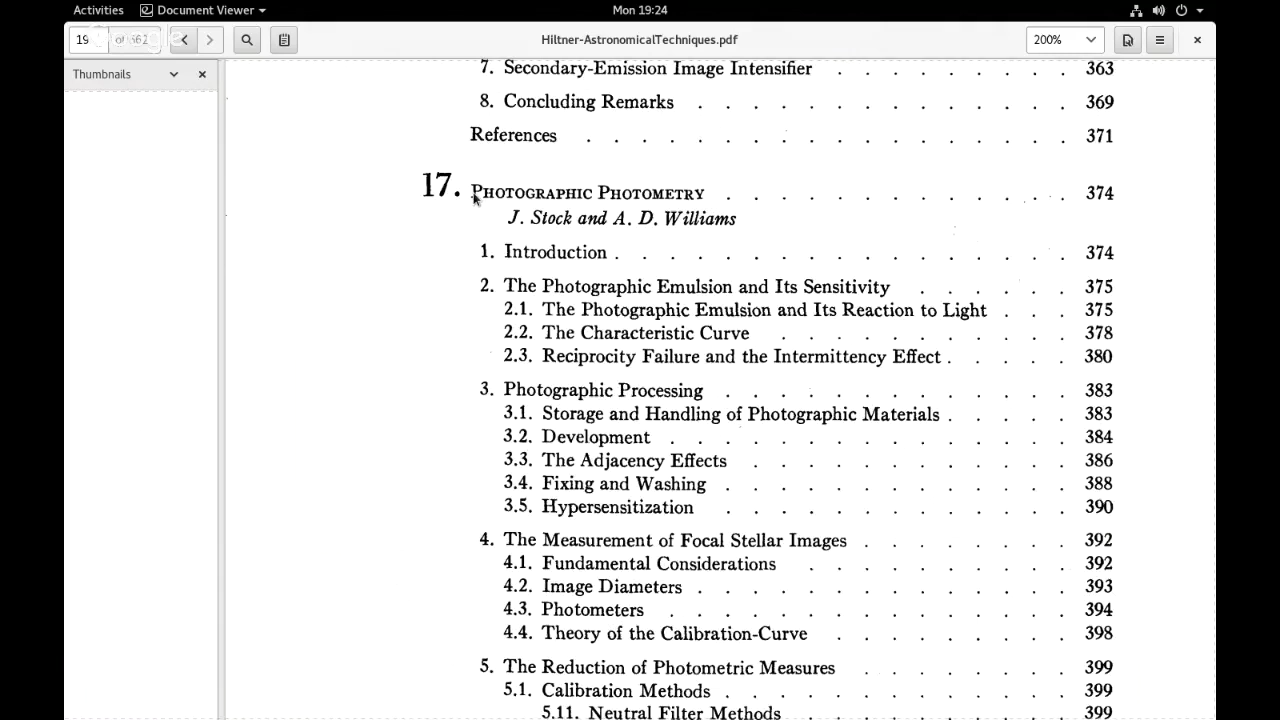 Activities Document Viewer Mon 19:24
19 of 662 Hiltner-AstronomicalTechniques.pdf 200%
Thumbnails
7. Secondary-Emission Image Intensifier . . . . . . . . . 363
8. Concluding Remarks . . . . . . . . . . . . . . 369
References . . . . . . . . . . . . . . . . . . 371
17. PHOTOGRAPHIC PHOTOMETRY . . . . . . . . . . . . . 374
J. Stock and A. D. Williams
1. Introduction . . . . . . . . . . . . . . . . . 374
2. The Photographic Emulsion and Its Sensitivity . . . . . . 375
2.1. The Photographic Emulsion and Its Reaction to Light . . . 375
2.2. The Characteristic Curve . . . . . . . . . . . 378
2.3. Reciprocity Failure and the Intermittency Effect . . . . . 380
3. Photographic Processing . . . . . . . . . . . . . 383
3.1. Storage and Handling of Photographic Materials . . . . . 383
3.2. Development . . . . . . . . . . . . . . . 384
3.3. The Adjacency Effects . . . . . . . . . . . . 386
3.4. Fixing and Washing . . . . . . . . . . . . . 388
3.5. Hypersensitization . . . . . . . . . . . . . 390
4. The Measurement of Focal Stellar Images . . . . . . . . 392
4.1. Fundamental Considerations . . . . . . . . . . 392
4.2. Image Diameters . . . . . . . . . . . . . . 393
4.3. Photometers . . . . . . . . . . . . . . . 394
4.4. Theory of the Calibration-Curve . . . . . . . . . 398
5. The Reduction of Photometric Measures . . . . . . . . 399
5.1. Calibration Methods . . . . . . . . . . . . . 399
5.11. Neutral Filter Methods . . . . . . . . . . 399